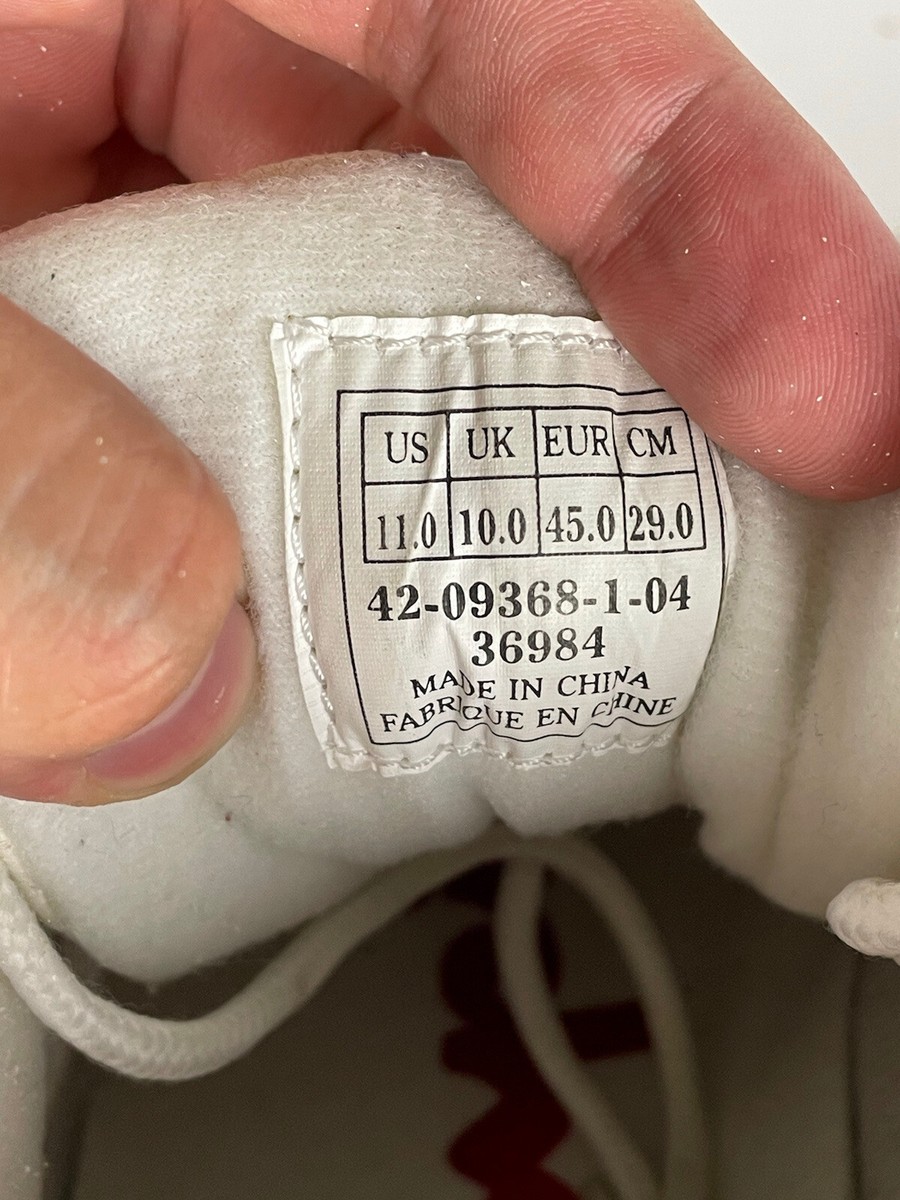 US UK EUR CM
11.0 10.0 45.0 29.0
42-09368-1-04
36984
MADE IN CHINA
FABRIQUE EN CHINE